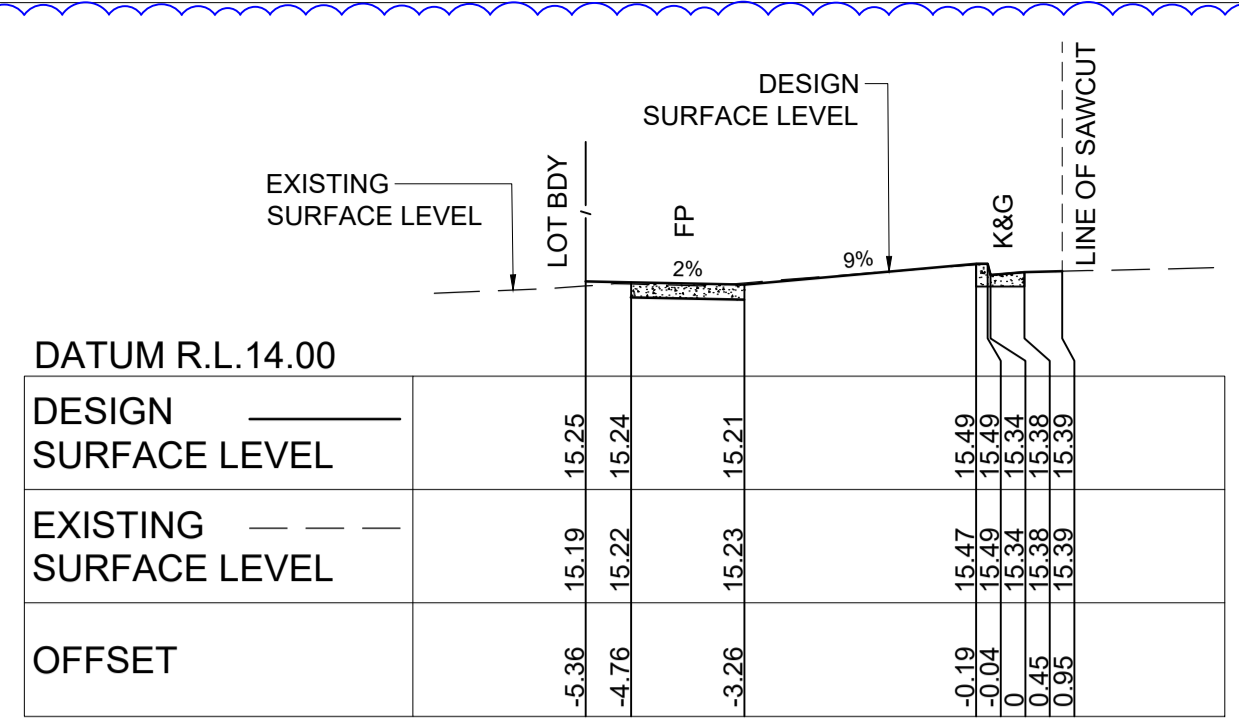 DESIGN
SURFACE LEVEL
EXISTING
SURFACE LEVEL
LOT BDY
FP
K&G
LINE OF SAWCUT
2%
9%
DATUM R.L.14.00
DESIGN
SURFACE LEVEL
15.25 15.24 15.21 15.49 15.49 15.34 15.38 15.39
EXISTING
SURFACE LEVEL
15.19 15.22 15.23 15.47 15.49 15.34 15.38 15.39
OFFSET
-5.36 -4.76 -3.26 -0.19 -0.04 0 0.45 0.95